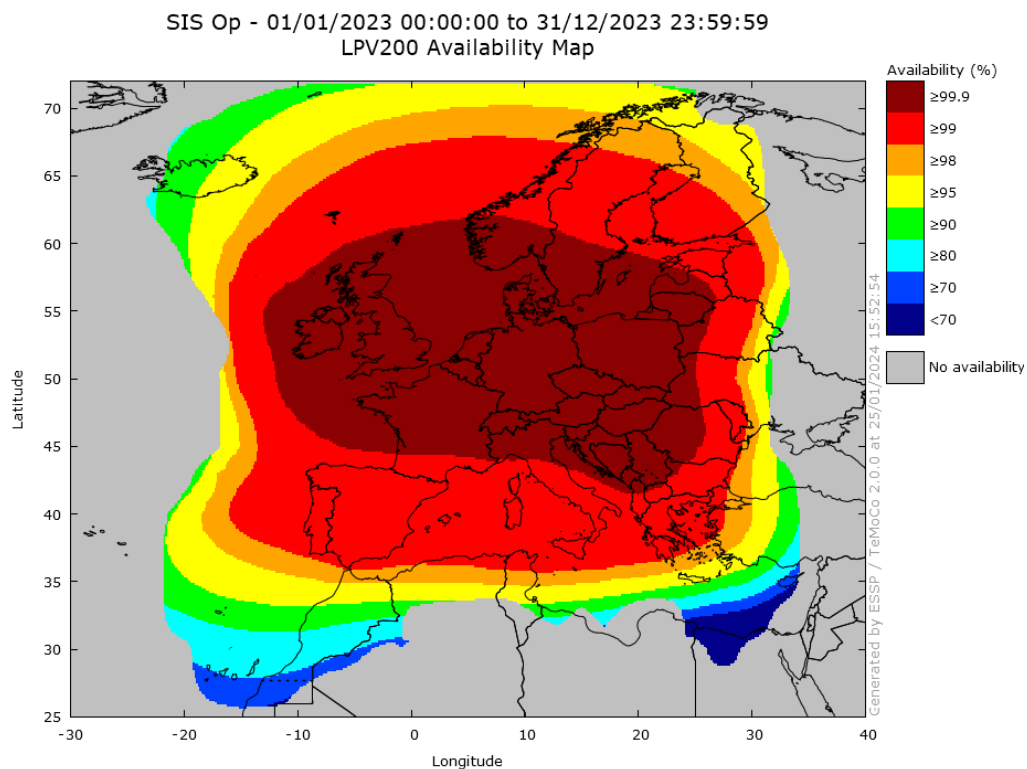 SIS Op - 01/01/2023 00:00:00 to 31/12/2023 23:59:59
LPV200 Availability Map
Availability (%)
≥99.9
≥99
≥98
≥95
≥90
≥80
≥70
<70
No availability
Generated by ESSP / TeMoCo 2.0.0 at 25/01/2024 15:52:54
Latitude
70
65
60
55
50
45
40
35
30
25
-30 -20 -10 0 10 20 30 40
Longitude